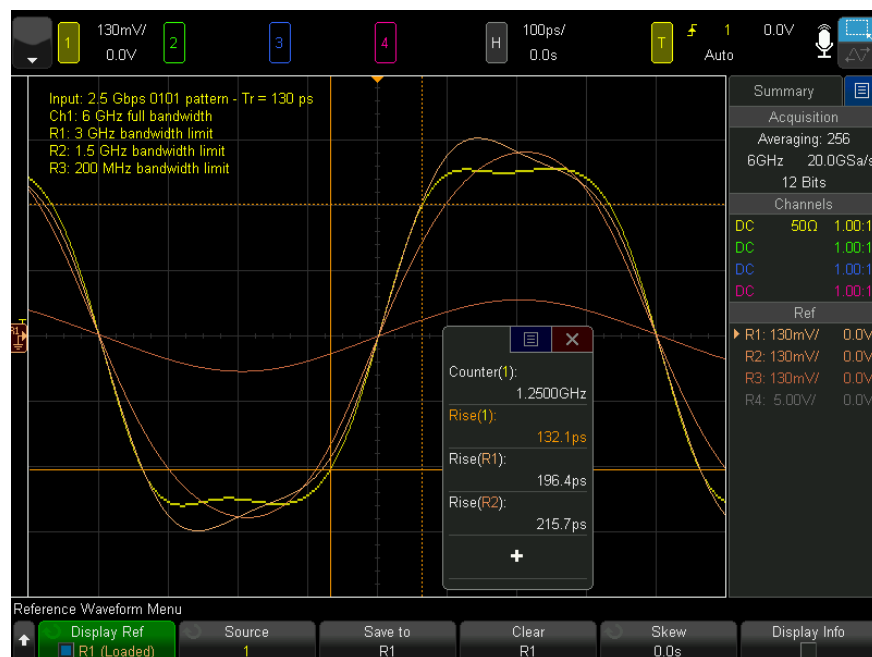 1
130mV/
0.0V
2
3
4
H
100ps/
0.0s
T
1
0.0V
Auto
Input: 2.5 Gbps 0101 pattern - Tr = 130 ps
Ch1: 6 GHz full bandwidth
R1: 3 GHz bandwidth limit
R2: 1.5 GHz bandwidth limit
R3: 200 MHz bandwidth limit
Summary
Acquisition
Averaging: 256
6GHz 20.0GSa/s
12 Bits
Channels
DC 50Ω 1.00:1
DC 1.00:1
DC 1.00:1
DC 1.00:1
Ref
R1: 130mV/ 0.0V
R2: 130mV/ 0.0V
R3: 130mV/ 0.0V
R4: 5.00V/ 0.0V
T
R1
Counter(1):
1.2500GHz
Rise(1):
132.1ps
Rise(R1):
196.4ps
Rise(R2):
215.7ps
+
Reference Waveform Menu
Display Ref
R1 (Loaded)
Source
1
Save to
R1
Clear
R1
Skew
0.0s
Display Info